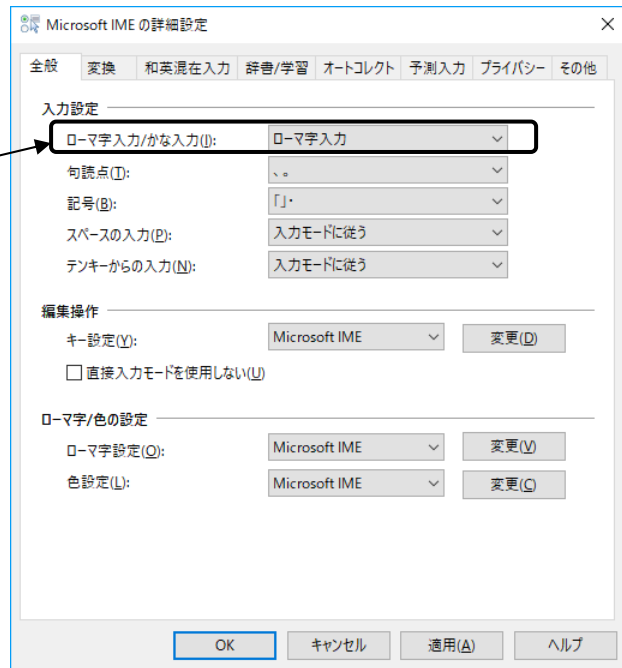 Microsoft IME の詳細設定
全般 変換 和英混在入力 辞書/学習 オートコレクト 予測入力 プライバシー その他
入力設定
ローマ字入力/かな入力(I): ローマ字入力
句読点(T): 、。
記号(B): 「」・
スペースの入力(P): 入力モードに従う
テンキーからの入力(N): 入力モードに従う
編集操作
キー設定(Y): Microsoft IME 変更(D)
直接入力モードを使用しない(U)
ローマ字/色の設定
ローマ字設定(O): Microsoft IME 変更(V)
色設定(L): Microsoft IME 変更(C)
OK キャンセル 適用(A) ヘルプ